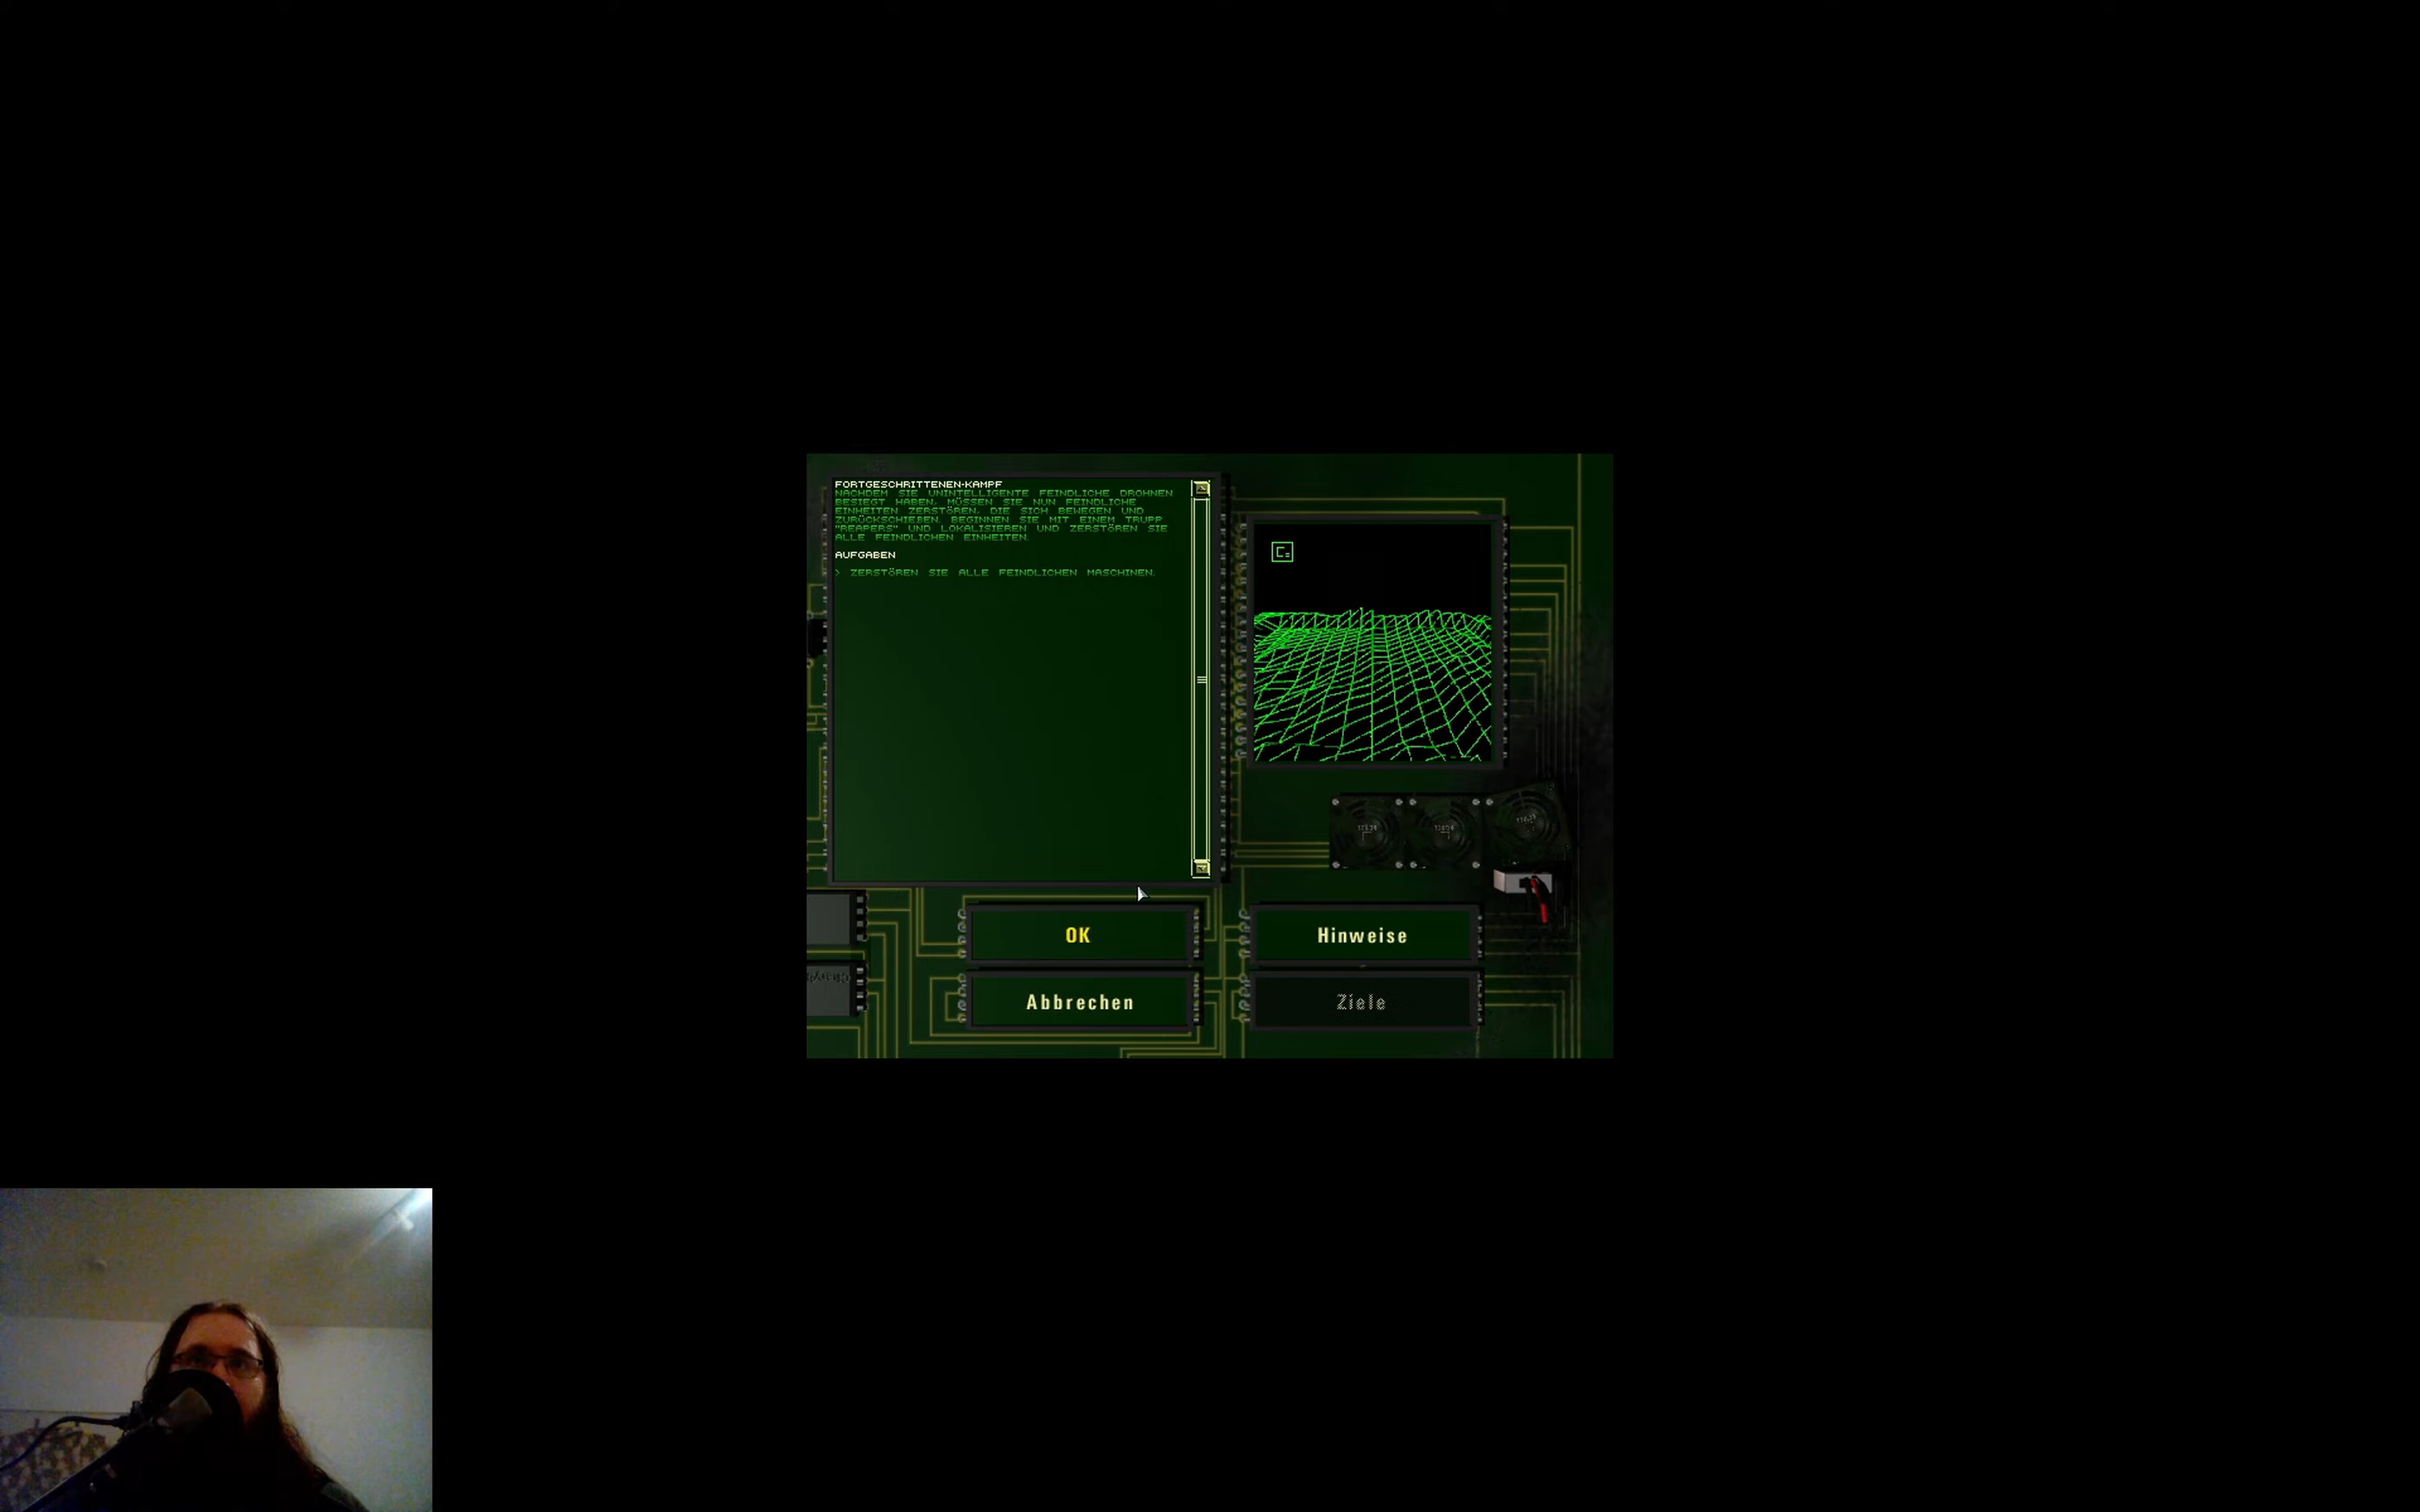 FORTGESCHRITTENEN-KAMPF
NACHDEM SIE UNINTELLIGENTE FEINDLICHE DROHNEN
BESIEGT HABEN, MÜSSEN SIE NUN FEINDLICHE
EINHEITEN ZERSTÖREN, DIE SICH BEWEGEN UND
ZURÜCKSCHIEßEN. BEGINNEN SIE MIT EINEM TRUPP
"REAPERS" UND LOKALISIEREN UND ZERSTÖREN SIE
ALLE FEINDLICHEN EINHEITEN.
AUFGABEN
> ZERSTÖREN SIE ALLE FEINDLICHEN MASCHINEN.
OK
Hinweise
Abbrechen
Ziele